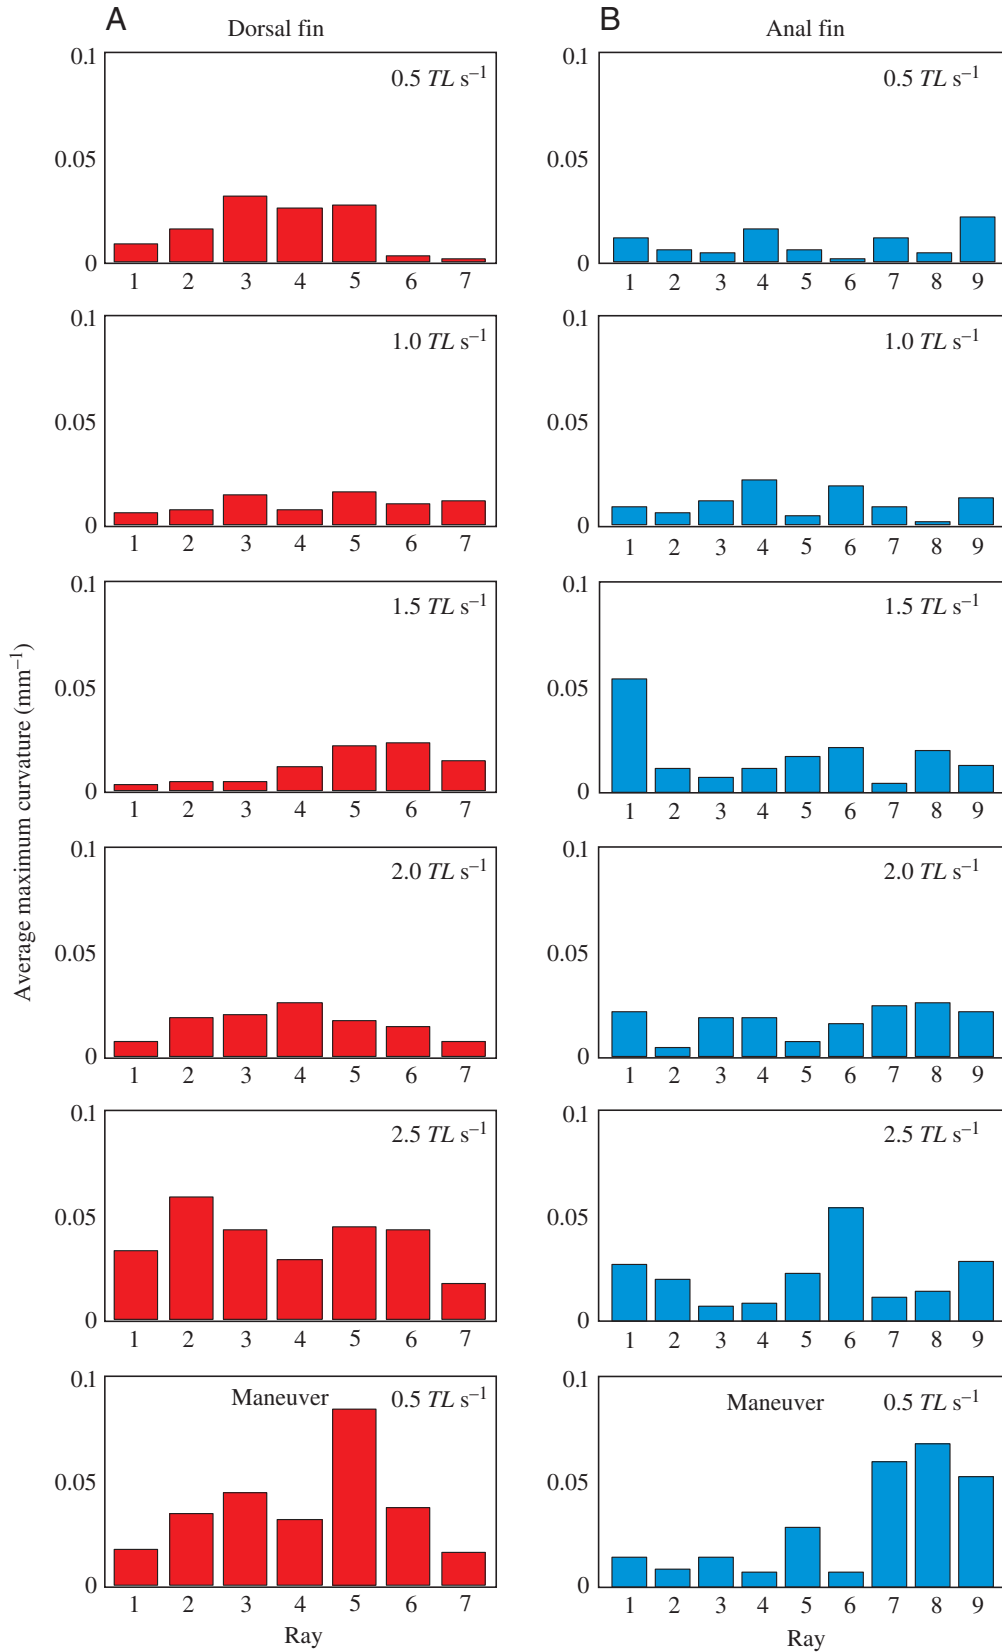 A
Dorsal fin
B
Anal fin
Average maximum curvature (mm⁻¹)
0.1
0.5 TL s⁻¹
0.05
0
1 2 3 4 5 6 7
0.1
0.5 TL s⁻¹
0.05
0
1 2 3 4 5 6 7 8 9
0.1
1.0 TL s⁻¹
0.05
0
1 2 3 4 5 6 7
0.1
1.0 TL s⁻¹
0.05
0
1 2 3 4 5 6 7 8 9
0.1
1.5 TL s⁻¹
0.05
0
1 2 3 4 5 6 7
0.1
1.5 TL s⁻¹
0.05
0
1 2 3 4 5 6 7 8 9
0.1
2.0 TL s⁻¹
0.05
0
1 2 3 4 5 6 7
0.1
2.0 TL s⁻¹
0.05
0
1 2 3 4 5 6 7 8 9
0.1
2.5 TL s⁻¹
0.05
0
1 2 3 4 5 6 7
0.1
2.5 TL s⁻¹
0.05
0
1 2 3 4 5 6 7 8 9
0.1
Maneuver 0.5 TL s⁻¹
0.05
0
1 2 3 4 5 6 7
Ray
0.1
Maneuver 0.5 TL s⁻¹
0.05
0
1 2 3 4 5 6 7 8 9
Ray